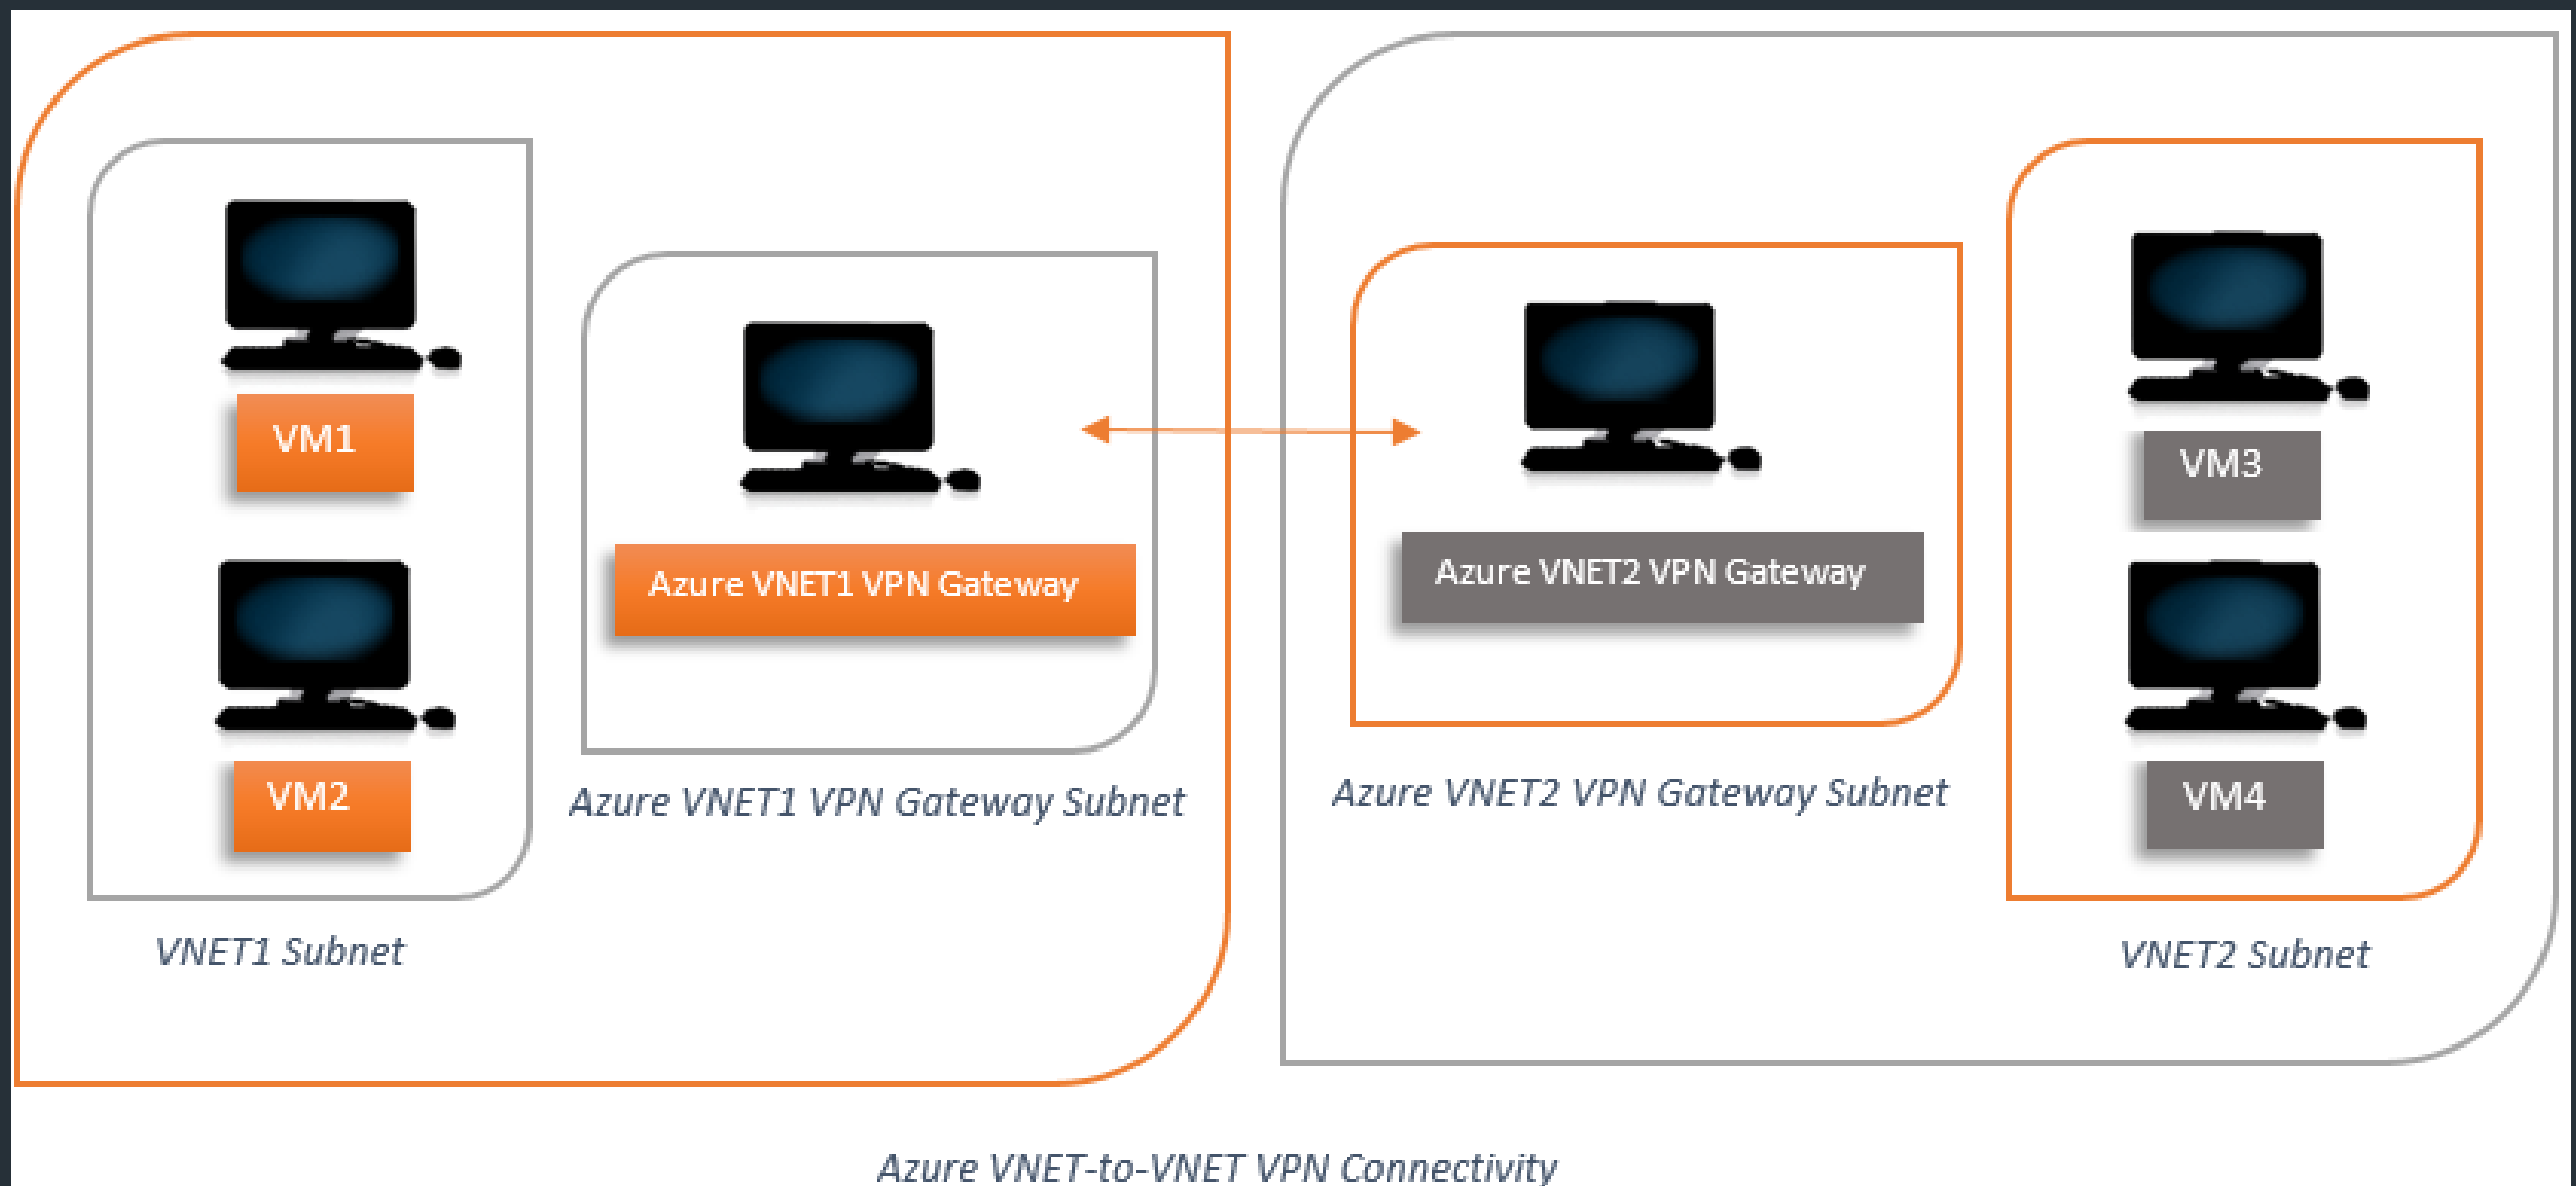 VM1
VM2
VNET1 Subnet
Azure VNET1 VPN Gateway
Azure VNET1 VPN Gateway Subnet
Azure VNET2 VPN Gateway
Azure VNET2 VPN Gateway Subnet
VM3
VM4
VNET2 Subnet
Azure VNET-to-VNET VPN Connectivity